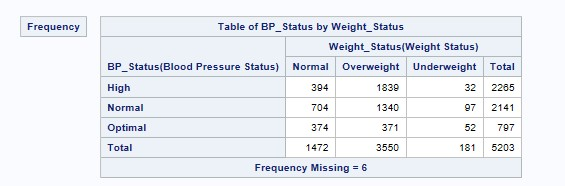 Frequency
Table of BP_Status by Weight_Status
Weight_Status(Weight Status)
BP_Status(Blood Pressure Status) Normal Overweight Underweight Total
High 394 1839 32 2265
Normal 704 1340 97 2141
Optimal 374 371 52 797
Total 1472 3550 181 5203
Frequency Missing = 6